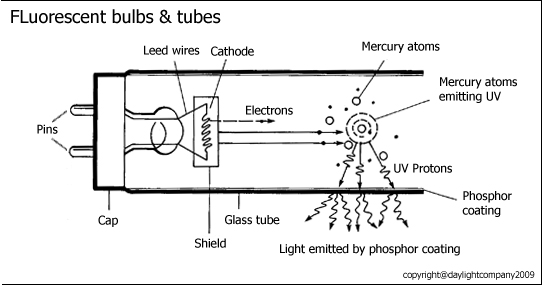 FLuorescent bulbs & tubes
Leed wires
Cathode
Mercury atoms
Mercury atoms
emitting UV
Electrons
Pins
UV Protons
Phosphor
coating
Cap
Glass tube
Shield
Light emitted by phosphor coating
copyright@daylightcompany2009